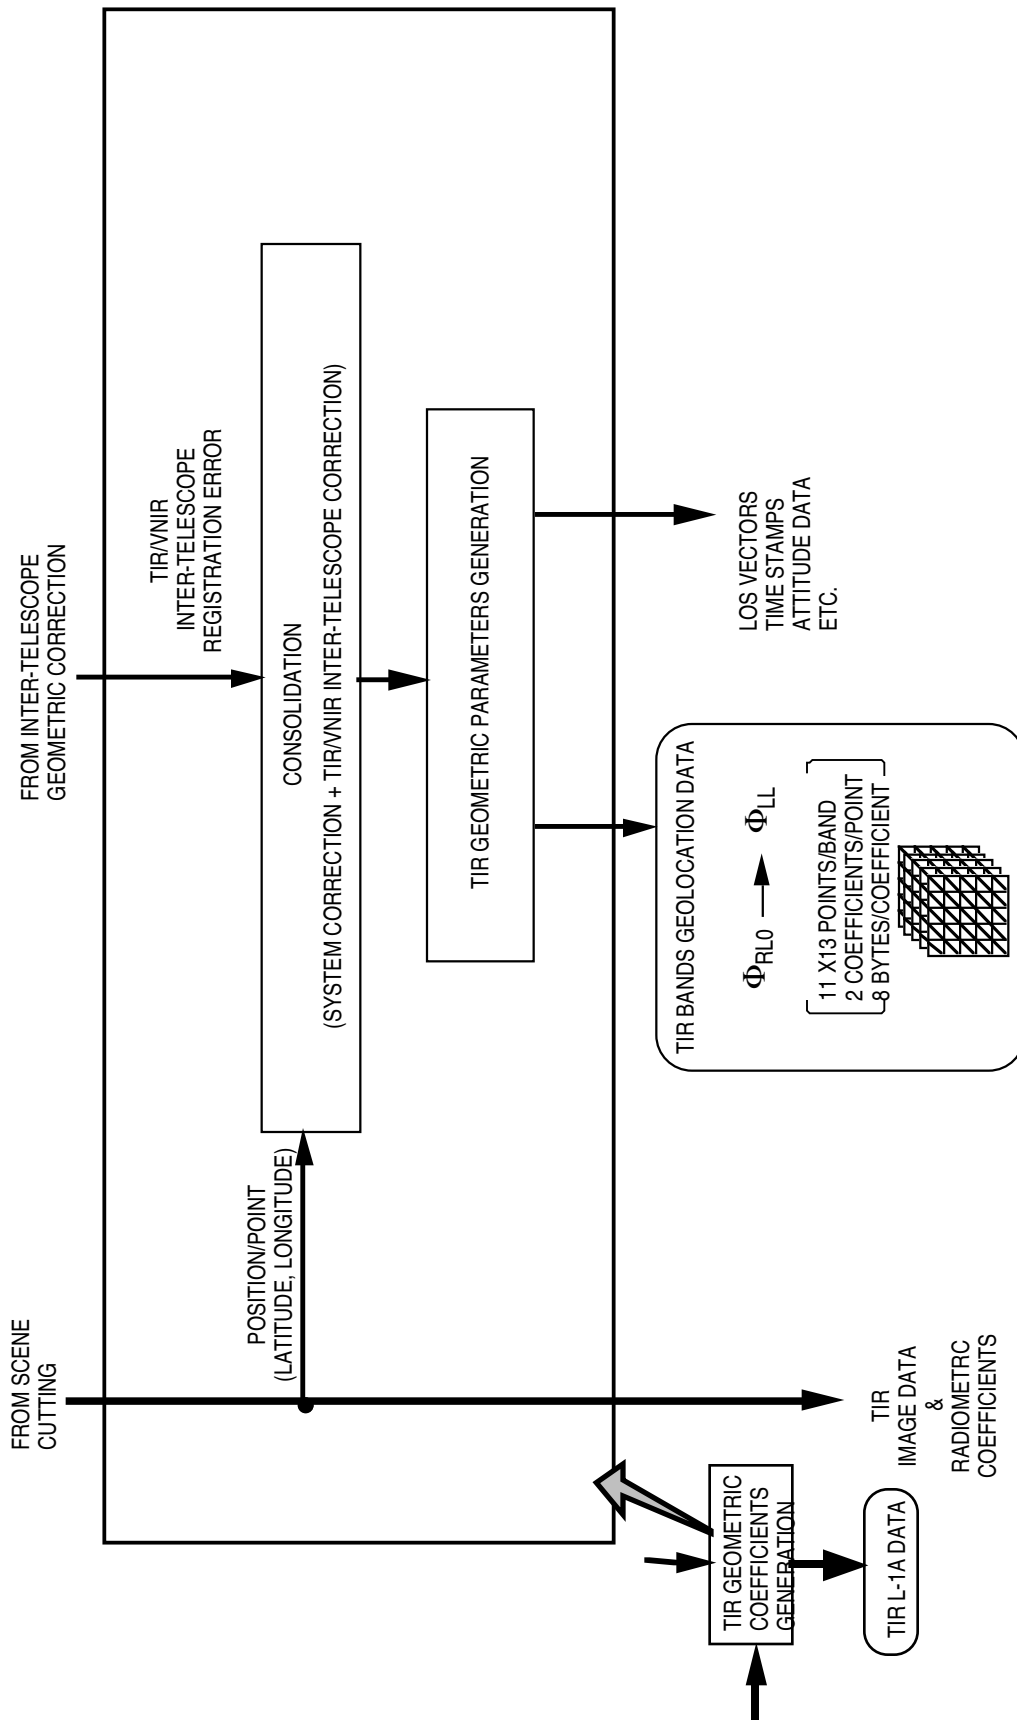 FROM SCENE
CUTTING
FROM INTER-TELESCOPE
GEOMETRIC CORRECTION
TIR/VNIR
INTER-TELESCOPE
REGISTRATION ERROR
POSITION/POINT
(LATITUDE, LONGITUDE)
CONSOLIDATION
(SYSTEM CORRECTION + TIR/VNIR INTER-TELESCOPE CORRECTION)
TIR GEOMETRIC PARAMETERS GENERATION
TIR GEOMETRIC
COEFFICIENTS
GENERATION
TIR L-1A DATA
TIR
IMAGE DATA
&
RADIOMETRC
COEFFICIENTS
TIR BANDS GEOLOCATION DATA
Φ_RL0 → Φ_LL
11 X13 POINTS/BAND
2 COEFFICIENTS/POINT
8 BYTES/COEFFICIENT
LOS VECTORS
TIME STAMPS
ATTITUDE DATA
ETC.